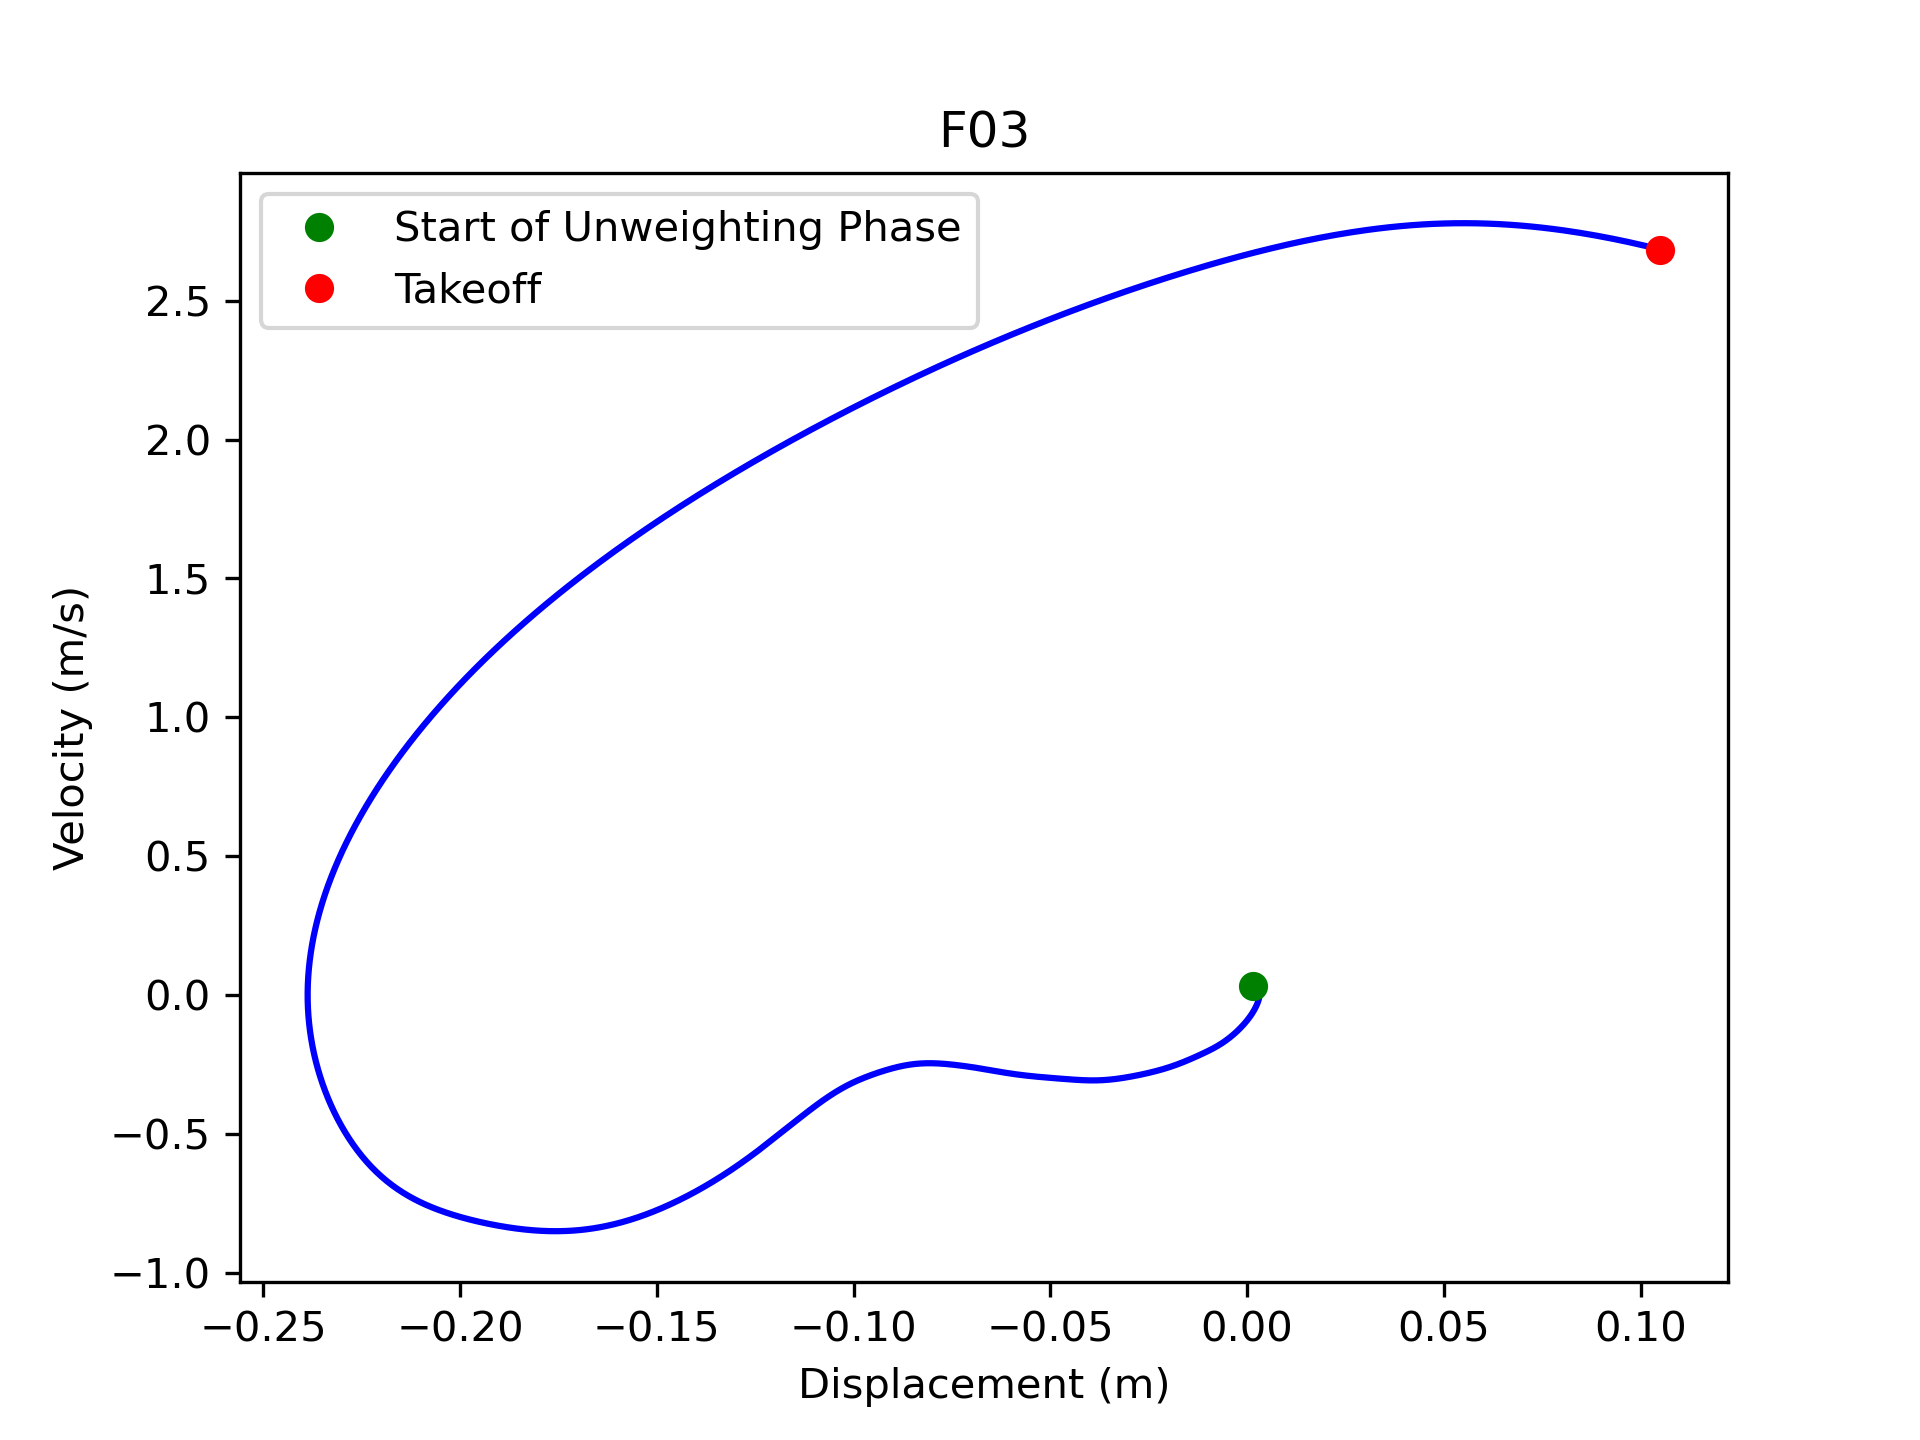 F03
Start of Unweighting Phase
Takeoff
Velocity (m/s)
2.5
2.0
1.5
1.0
0.5
0.0
−0.5
−1.0
−0.25 −0.20 −0.15 −0.10 −0.05 0.00 0.05 0.10
Displacement (m)